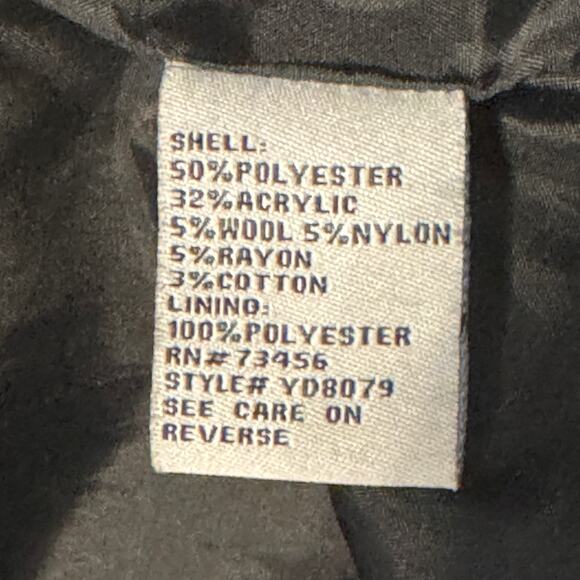 SHELL:
50%POLYESTER
32%ACRYLIC
5%WOOL 5%NYLON
5%RAYON
3%COTTON
LINING:
100%POLYESTER
RN#73456
STYLE# YD8079
SEE CARE ON
REVERSE